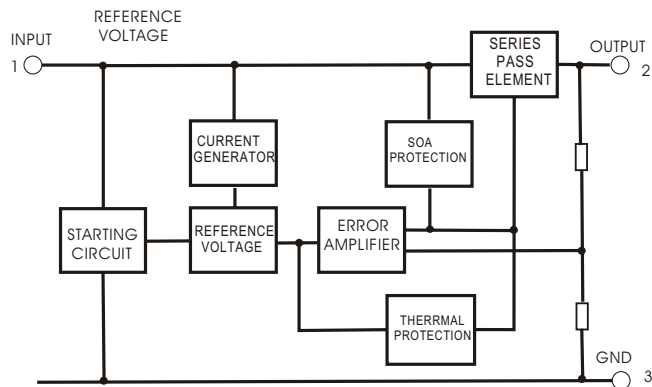 REFERENCE
VOLTAGE
INPUT
1
SERIES
PASS
ELEMENT
OUTPUT
2
CURRENT
GENERATOR
SOA
PROTECTION
STARTING
CIRCUIT
REFERENCE
VOLTAGE
ERROR
AMPLIFIER
THERRMAL
PROTECTION
GND
3